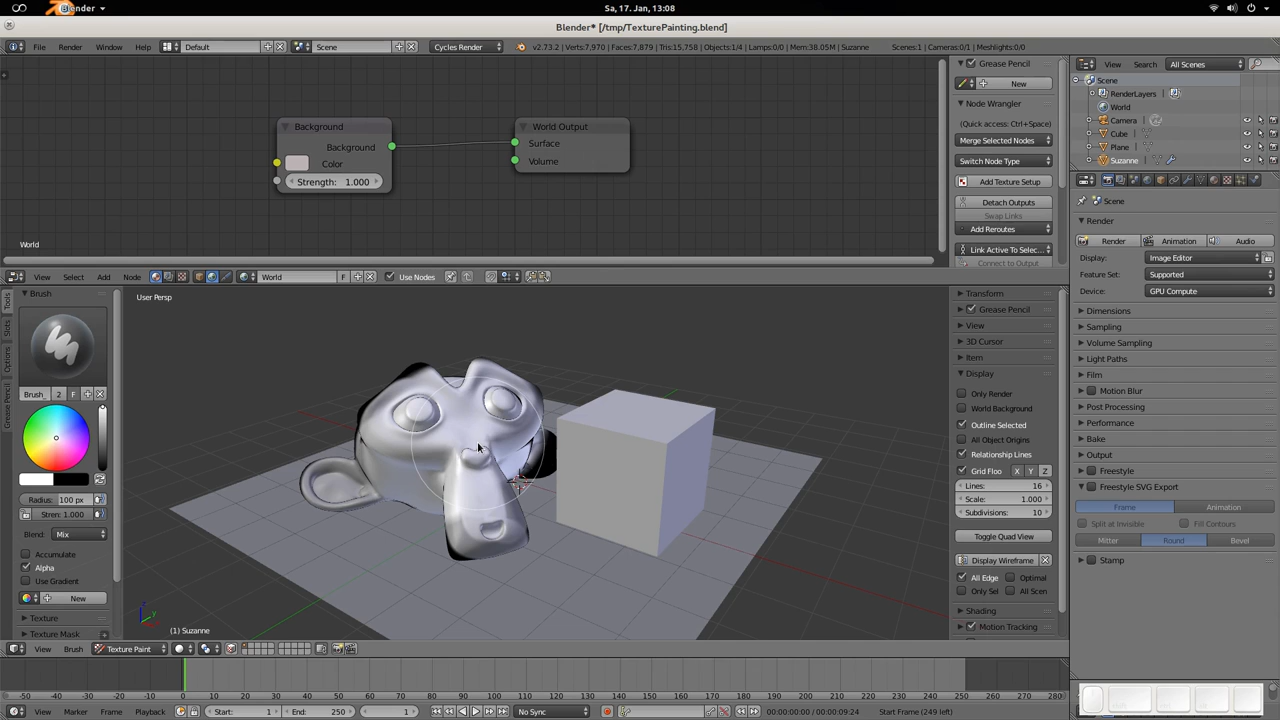 Blender
Sa, 17. Jan, 13:08
Blender* [/tmp/TexturePainting.blend]
File Render Window Help Default Scene Cycles Render v2.73.2 | Verts:7,970 | Faces:7,879 | Tris:15,758 | Objects:1/4 | Lamps:0/0 | Mem:38.05M | Suzanne Scenes:1 | Cameras:0/1 Meshlights:0/0
Background
Background
Color
Strength: 1.000
World Output
Surface
Volume
World
Grease Pencil
New
Node Wrangler
(Quick access: Ctrl+Space)
Merge Selected Nodes
Switch Node Type
Add Texture Setup
Detach Outputs
Swap Links
Add Reroutes
Link Active To Selec...
Connect to Output
View Select Add Node World F Use Nodes
View Search All Scenes
Scene
RenderLayers
World
Camera
Cube
Plane
Suzanne
Scene
Render
Render Animation Audio
Display: Image Editor
Feature Set: Supported
Device: GPU Compute
Dimensions
Sampling
Volume Sampling
Light Paths
Film
Motion Blur
Post Processing
Performance
Bake
Output
Freestyle
Freestyle SVG Export
Frame Animation
Split at Invisible Fill Contours
Mitter Round Bevel
Stamp
Tools
Slots
Options
Grease Pencil
Brush
Brush_ 2 F
Radius: 100 px
Stren: 1.000
Blend: Mix
Accumulate
Alpha
Use Gradient
New
Texture
Texture Mask
User Persp
(1) Suzanne
Transform
Grease Pencil
View
3D Cursor
Item
Display
Only Render
World Background
Outline Selected
All Object Origins
Relationship Lines
Grid Floo X Y Z
Lines: 16
Scale: 1.000
Subdivisions: 10
Toggle Quad View
Display Wireframe
All Edge Optimal
Only Sel All Scen
Shading
Motion Tracking
View Brush Texture Paint
-50 -40 -30 -20 -10 0 10 20 30 40 50 60 70 80 90 100 110 120 130 140 150 160 170 180 190 200 210 220 230 240 250 260 270 280
View Marker Frame Playback Start: 1 End: 250 1 No Sync 00:00:00:00 / 00:00:09:24 Start Frame (249 left)